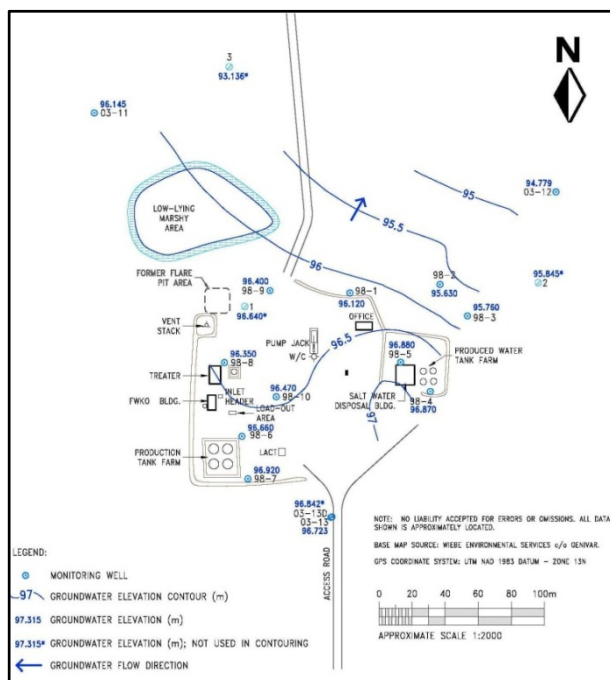 3
93.136*
N
96.145
03-11
94.779
03-12
95
95.5
LOW-LYING
MARSHY
AREA
96
FORMER FLARE
PIT AREA
96.400
98-9
1
96.640*
98-1
96.120
98-2
95.630
95.845*
2
95.760
98-3
OFFICE
VENT
STACK
PUMP JACK
W/C
96.5
96.880
98-5
PRODUCED WATER
TANK FARM
96.350
98-8
TREATER
INLET
HEADER
96.470
98-10
FWKO BLDG.
LOAD-OUT
AREA
SALT WATER
DISPOSAL BLDG.
98-4
96.870
97
96.660
98-6
PRODUCTION
TANK FARM
LACT
96.920
98-7
96.842*
03-13D
03-13
96.723
ACCESS ROAD
NOTE: NO LIABILITY ACCEPTED FOR ERRORS OR OMISSIONS. ALL DATA
SHOWN IS APPROXIMATELY LOCATED.
BASE MAP SOURCE: WIEBE ENVIRONMENTAL SERVICES c/o GENIVAR.
GPS COORDINATE SYSTEM: UTM NAD 1983 DATUM - ZONE 13N
LEGEND:
MONITORING WELL
97 GROUNDWATER ELEVATION CONTOUR (m)
97.315 GROUNDWATER ELEVATION (m)
97.315* GROUNDWATER ELEVATION (m); NOT USED IN CONTOURING
GROUNDWATER FLOW DIRECTION
0 20 40 60 80 100m
APPROXIMATE SCALE 1:2000